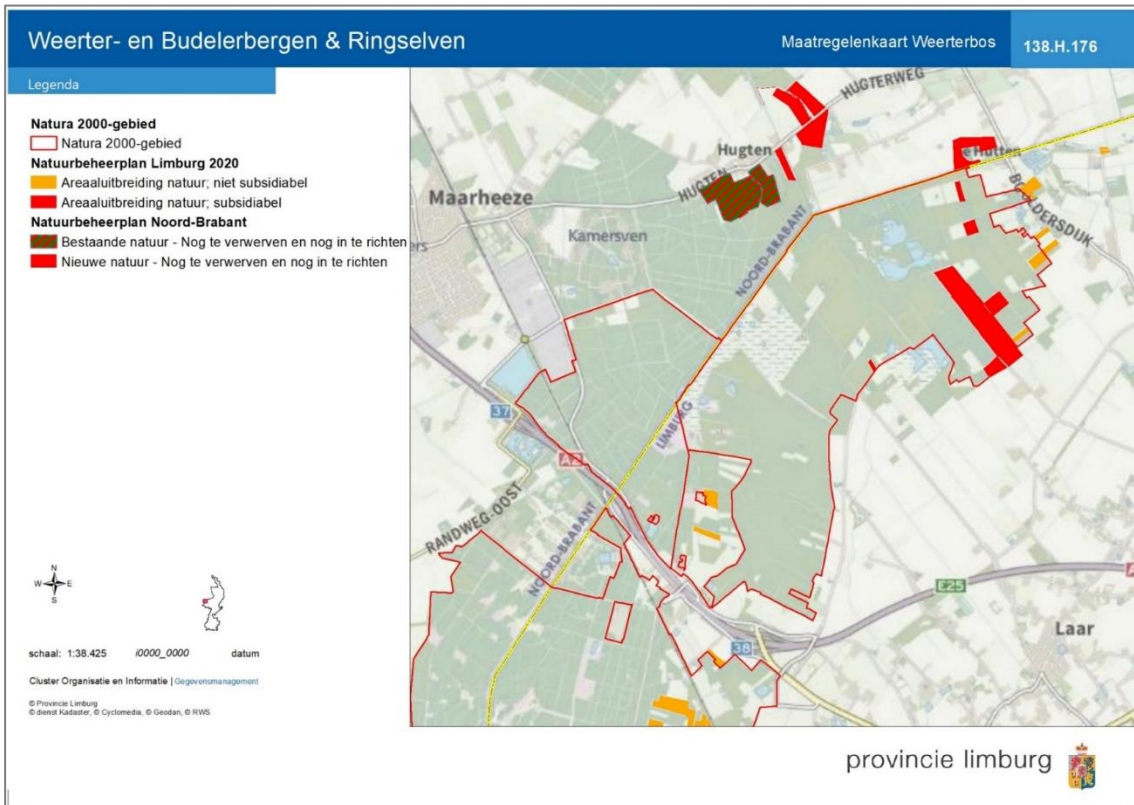 Weerter- en Budelerbergen & Ringselven
Maatregelenkaart Weerterbos
138.H.176
Legenda
Natura 2000-gebied
Natura 2000-gebied
Natuurbeheerplan Limburg 2020
Areaaluitbreiding natuur; niet subsidiabel
Areaaluitbreiding natuur; subsidiabel
Natuurbeheerplan Noord-Brabant
Bestaande natuur - Nog te verwerven en nog in te richten
Nieuwe natuur - Nog te verwerven en nog in te richten
N
W E
S
schaal: 1:38.425 i0000_0000 datum
Cluster Organisatie en Informatie | Gegevensmanagement
© Provincie Limburg
© dienst Kadaster, © Cyclomedia, © Geodan, © RWS
HUGTERWEG
Hugten
Hutten
HUGTEN
Maarheeze
Kamersven
NOORD-BRABANT
37
LIMBURG
A2
RANDWEG-OOST
NOORD-BRABANT
E25
Laar
38
provincie limburg